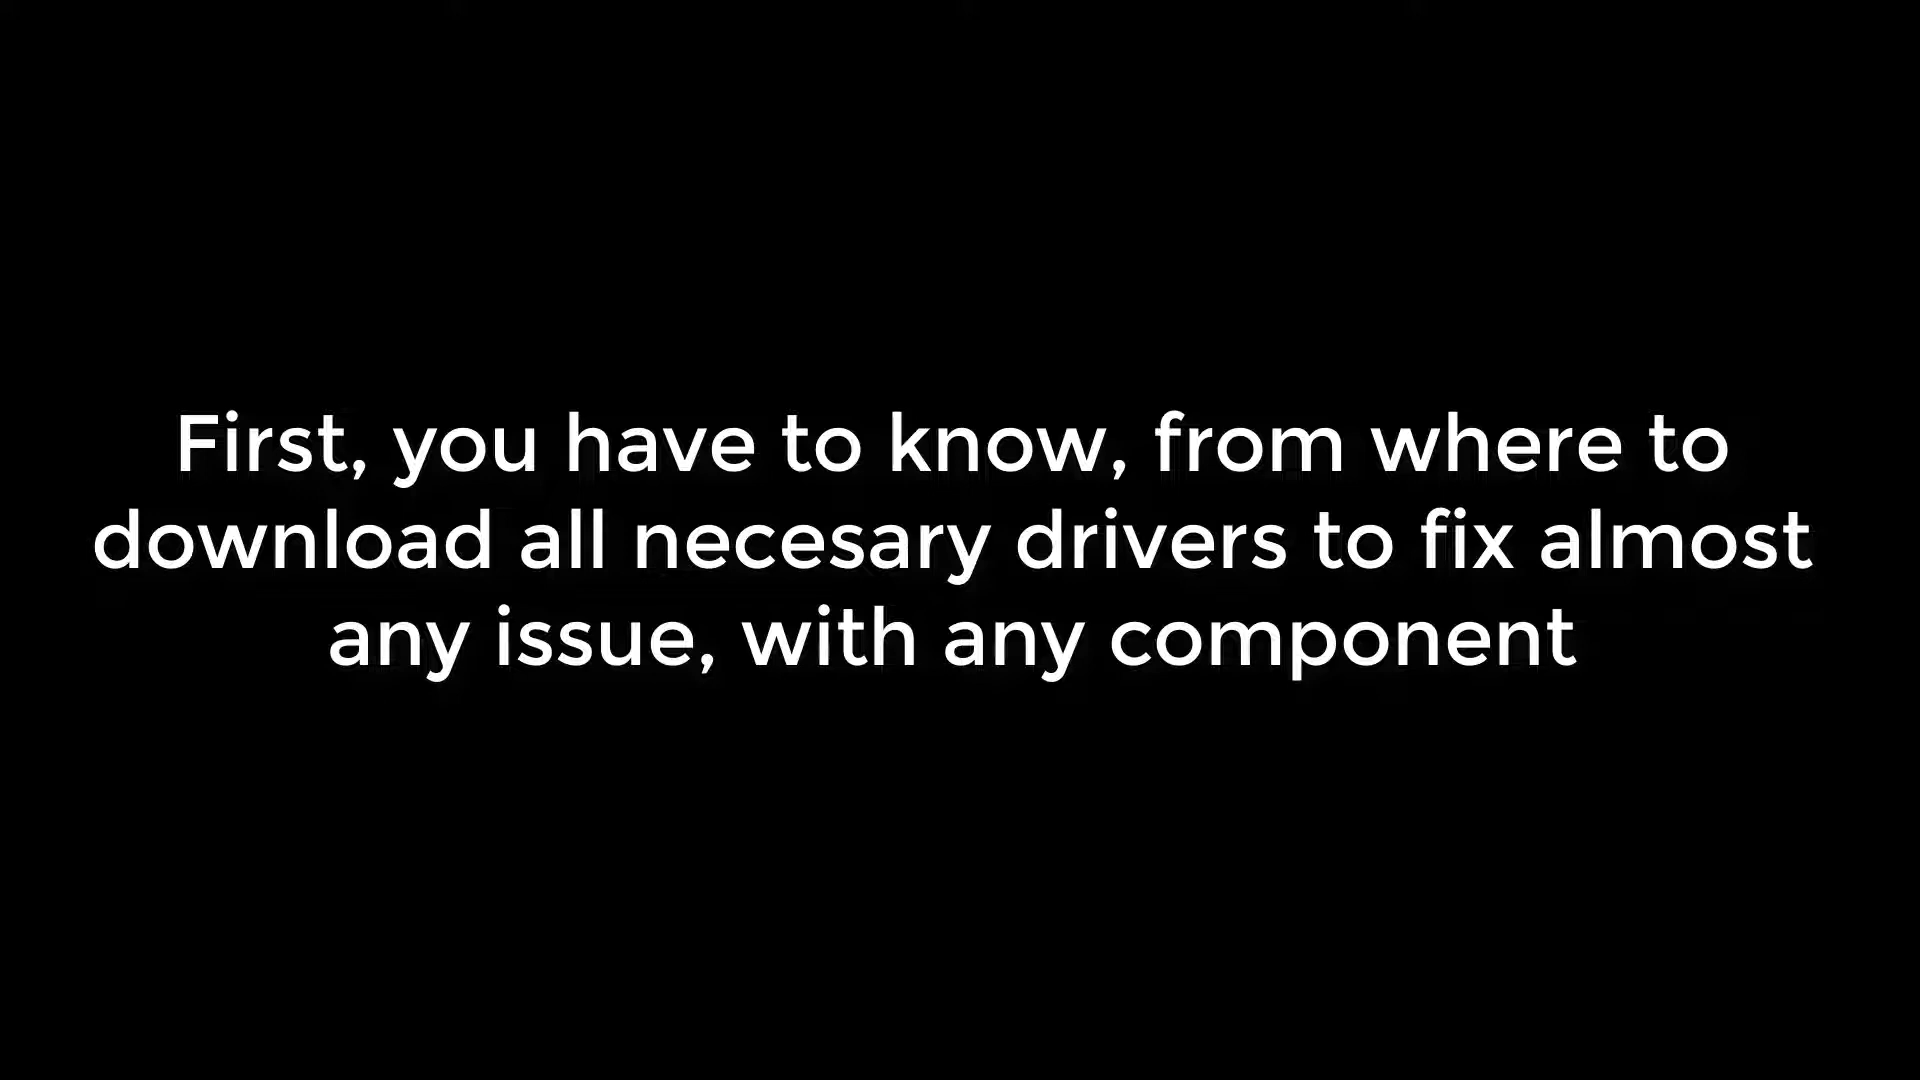 First, you have to know, from where to
download all necesary drivers to fix almost
any issue, with any component